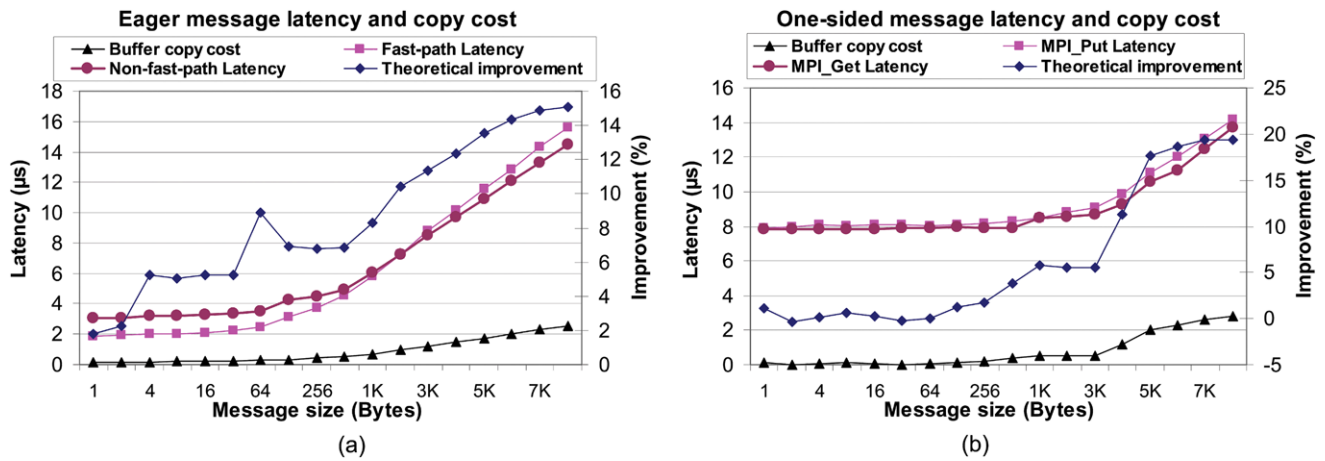 Eager message latency and copy cost
Buffer copy cost
Fast-path Latency
Non-fast-path Latency
Theoretical improvement
Latency (µs)
18
16
14
12
10
8
6
4
2
0
16
14
12
10
8
6
4
2
0
Improvement (%)
1 4 16 64 256 1K 3K 5K 7K
Message size (Bytes)
(a)
One-sided message latency and copy cost
Buffer copy cost
MPI_Put Latency
MPI_Get Latency
Theoretical improvement
Latency (µs)
16
14
12
10
8
6
4
2
0
25
20
15
10
5
0
-5
Improvement (%)
1 4 16 64 256 1K 3K 5K 7K
Message size (Bytes)
(b)